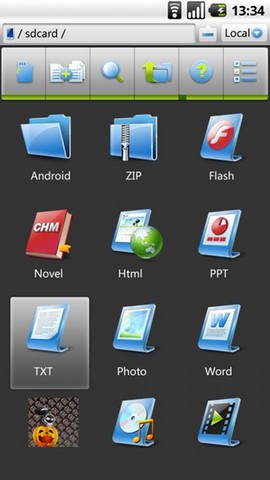 13:34
/ sdcard /
Local
Android
ZIP
Flash
CHM
Novel
Html
PPT
W
TXT
Photo
Word